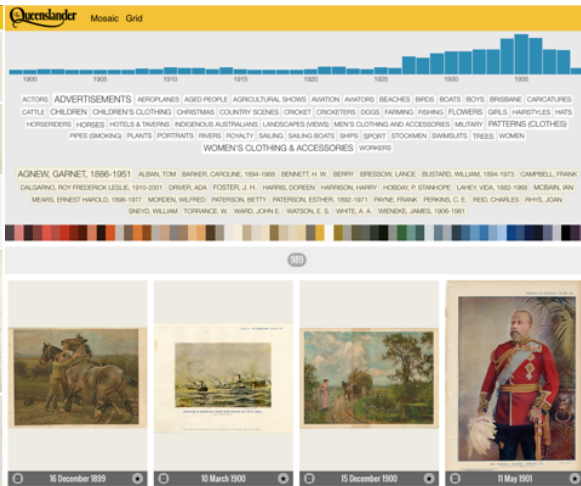 The Queenslander Mosaic Grid
1900 1905 1910 1915 1920 1925 1930 1905
ACTORS ADVERTISEMENTS AEROPLANES AGED PEOPLE AGRICULTURAL SHOWS AVIATION AVIATORS BEACHES BIRDS BOATS BOYS BRISBANE CARICATURES
CATTLE CHILDREN CHILDREN'S CLOTHING CHRISTMAS COUNTRY SCENES CRICKET CRICKETERS DOGS FARMING FISHING FLOWERS GIRLS HAIRSTYLES HATS
HORSERIDERS HORSES HOTELS & TAVERNS INDIGENOUS AUSTRALIANS LANDSCAPES (VIEWS) MEN'S CLOTHING AND ACCESSORIES MILITARY PATTERNS (CLOTHES)
PIPES (SMOKING) PLANTS PORTRAITS RIVERS ROYALTY SAILING SAILING BOATS SHIPS SPORT STOCKMEN SWIMSUITS TREES WOMEN
WOMEN'S CLOTHING & ACCESSORIES WORKERS
AGNEW, GARNET, 1886-1951 ALBAN, TOM BARKER, CAROLINE, 1894-1988 BENNETT, H. W. BERRY BRESSOW, LANCE BUSTARD, WILLIAM, 1894-1973 CAMPBELL, FRANK
DALGARNO, ROY FREDERICK LESLIE, 1910-2001 DRIVER, ADA FOSTER, J. H. HARRIS, DOREEN HARRISON, HARRY HOBDAY, P. STANHOPE LAHEY, VIDA, 1882-1968 MCBAIN, IAN
MEARS, ERNEST HAROLD, 1896-1977 MORDEN, WILFRED PATERSON, BETTY PATERSON, ESTHER, 1892-1971 PAYNE, FRANK PERKINS, C. E. REID, CHARLES RHYS, JOAN
SNEYD, WILLIAM TORRANCE, W. WARD, JOHN E. WATSON, E. S. WHITE, A. A. WIENEKE, JAMES, 1906-1981
989
16 December 1899 10 March 1900 15 December 1900 11 May 1901